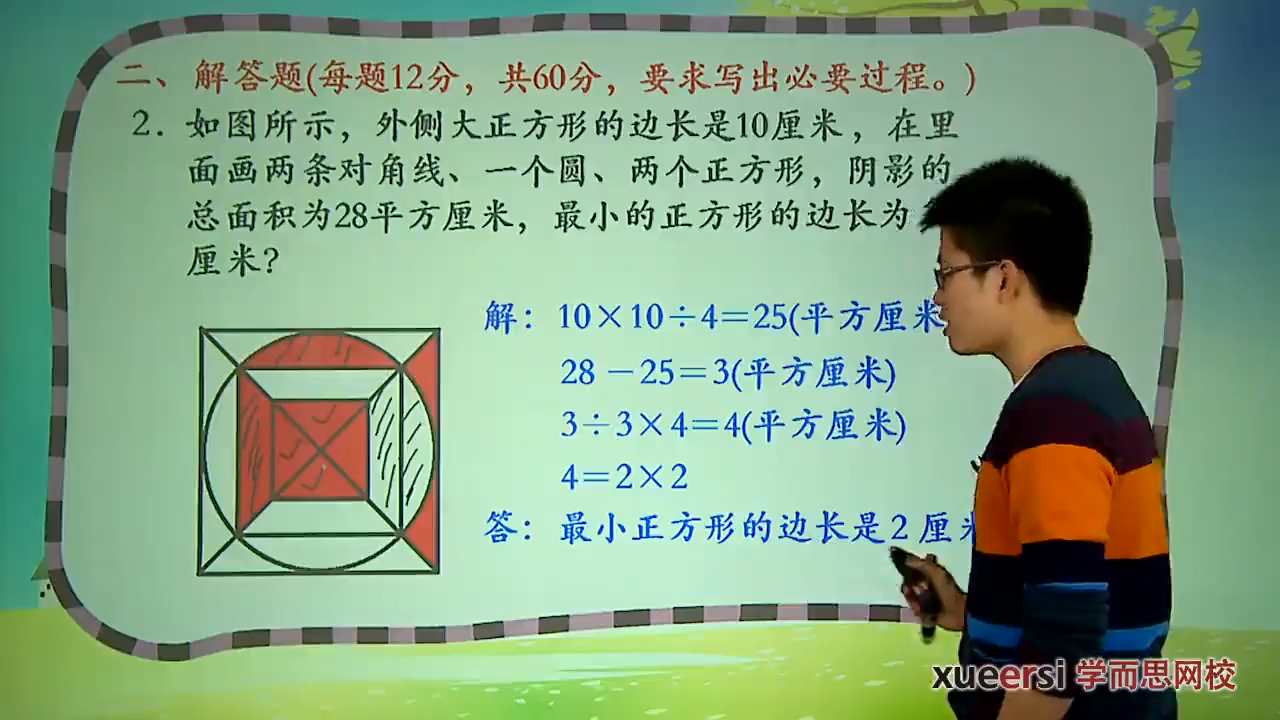 二、解答题(每题12分，共60分，要求写出必要过程。)
2. 如图所示，外侧大正方形的边长是10厘米，在里
面画两条对角线、一个圆、两个正方形，阴影的
总面积为28平方厘米，最小的正方形的边长为
厘米？
解：10×10÷4=25(平方厘米
28－25=3(平方厘米)
3÷3×4=4(平方厘米)
4=2×2
答：最小正方形的边长是2厘
xueersi 学而思网校